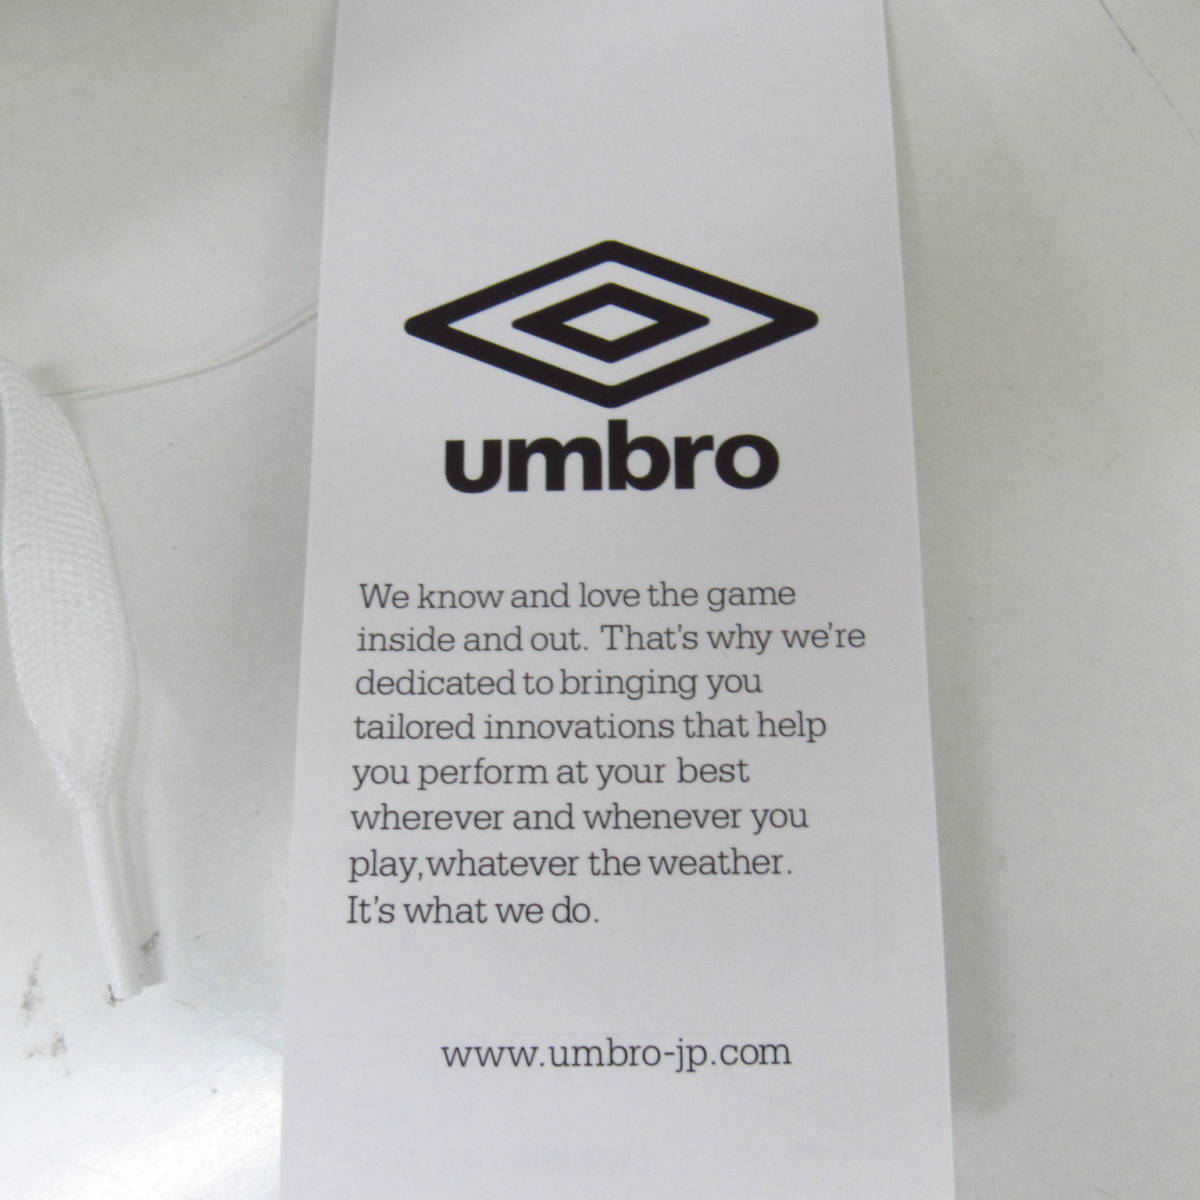 umbro
We know and love the game
inside and out. That's why we're
dedicated to bringing you
tailored innovations that help
you perform at your best
wherever and whenever you
play,whatever the weather.
It's what we do.
www.umbro-jp.com